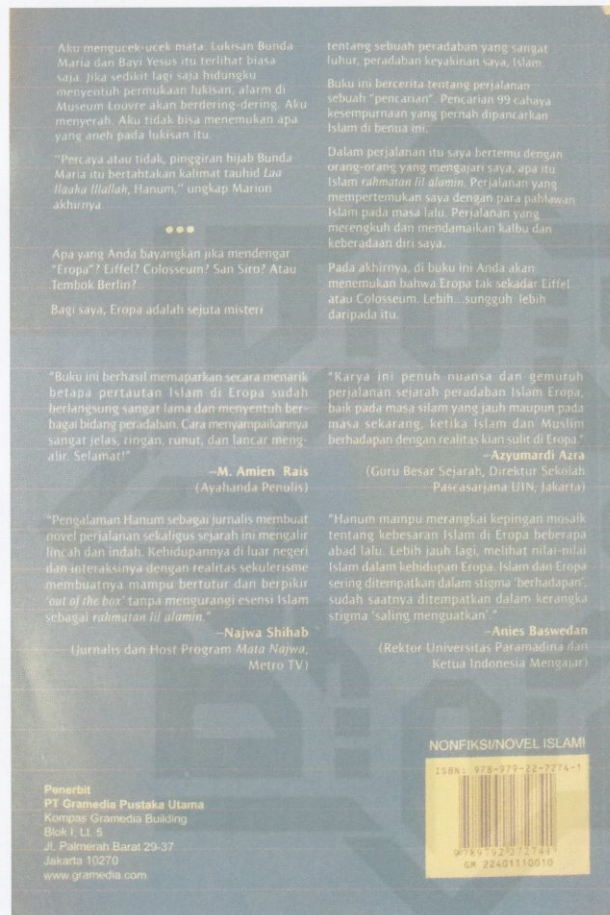 Aku mengucek-ucek mata. Lukisan Bunda
Maria dan Bayi Yesus itu terlihat biasa
saja. Jika sedikit lagi saja hidungku
menyentuh permukaan lukisan, alarm di
Museum Louvre akan berdering-dering. Aku
menyerah. Aku tidak bisa menemukan apa
yang aneh pada lukisan itu.
"Percaya atau tidak, pinggiran hijab Bunda
Maria itu bertahtakan kalimat tauhid Laa
Ilaaha Illallah, Hanum," ungkap Marion
akhirnya.
Apa yang Anda bayangkan jika mendengar
"Eropa"? Eiffel? Colosseum? San Siro? Atau
Tembok Berlin?
Bagi saya, Eropa adalah sejuta misteri
tentang sebuah peradaban yang sangat
luhur, peradaban keyakinan saya, Islam.
Buku ini bercerita tentang perjalanan
sebuah "pencarian". Pencarian 99 cahaya
kesempurnaan yang pernah dipancarkan
Islam di benua ini.
Dalam perjalanan itu saya bertemu dengan
orang-orang yang mengajari saya, apa itu
Islam rahmatan lil alamin. Perjalanan yang
mempertemukan saya dengan para pahlawan
Islam pada masa lalu. Perjalanan yang
merengkuh dan mendamaikan kalbu dan
keberadaan diri saya.
Pada akhirnya, di buku ini Anda akan
menemukan bahwa Eropa tak sekadar Eiffel
atau Colosseum. Lebih...sungguh lebih
daripada itu.
"Buku ini berhasil memaparkan secara menarik
betapa pertautan Islam di Eropa sudah
berlangsung sangat lama dan menyentuh ber-
bagai bidang peradaban. Cara menyampaikannya
sangat jelas, ringan, runut, dan lancar meng-
alir. Selamat!"
–M. Amien Rais
(Ayahanda Penulis)
"Karya ini penuh nuansa dan gemuruh
perjalanan sejarah peradaban Islam Eropa,
baik pada masa silam yang jauh maupun pada
masa sekarang, ketika Islam dan Muslim
berhadapan dengan realitas kian sulit di Eropa."
–Azyumardi Azra
(Guru Besar Sejarah, Direktur Sekolah
Pascasarjana UIN, Jakarta)
"Pengalaman Hanum sebagai jurnalis membuat
novel perjalanan sekaligus sejarah ini mengalir
lincah dan indah. Kehidupannya di luar negeri
dan interaksinya dengan realitas sekulerisme
membuatnya mampu bertutur dan berpikir
'out of the box' tanpa mengurangi esensi Islam
sebagai rahmatan lil alamin."
–Najwa Shihab
(Jurnalis dan Host Program Mata Najwa,
Metro TV)
"Hanum mampu merangkai kepingan mosaik
tentang kebesaran Islam di Eropa beberapa
abad lalu. Lebih jauh lagi, melihat nilai-nilai
Islam dalam kehidupan Eropa. Islam dan Eropa
sering ditempatkan dalam stigma 'berhadapan',
sudah saatnya ditempatkan dalam kerangka
stigma 'saling menguatkan'."
–Anies Baswedan
(Rektor Universitas Paramadina dan
Ketua Indonesia Mengajar)
Penerbit
PT Gramedia Pustaka Utama
Kompas Gramedia Building
Blok I, Lt. 5
Jl. Palmerah Barat 29-37
Jakarta 10270
www.gramedia.com
NONFIKSI/NOVEL ISLAMI
ISBN: 978-979-22-7274-1
GM 22401110010